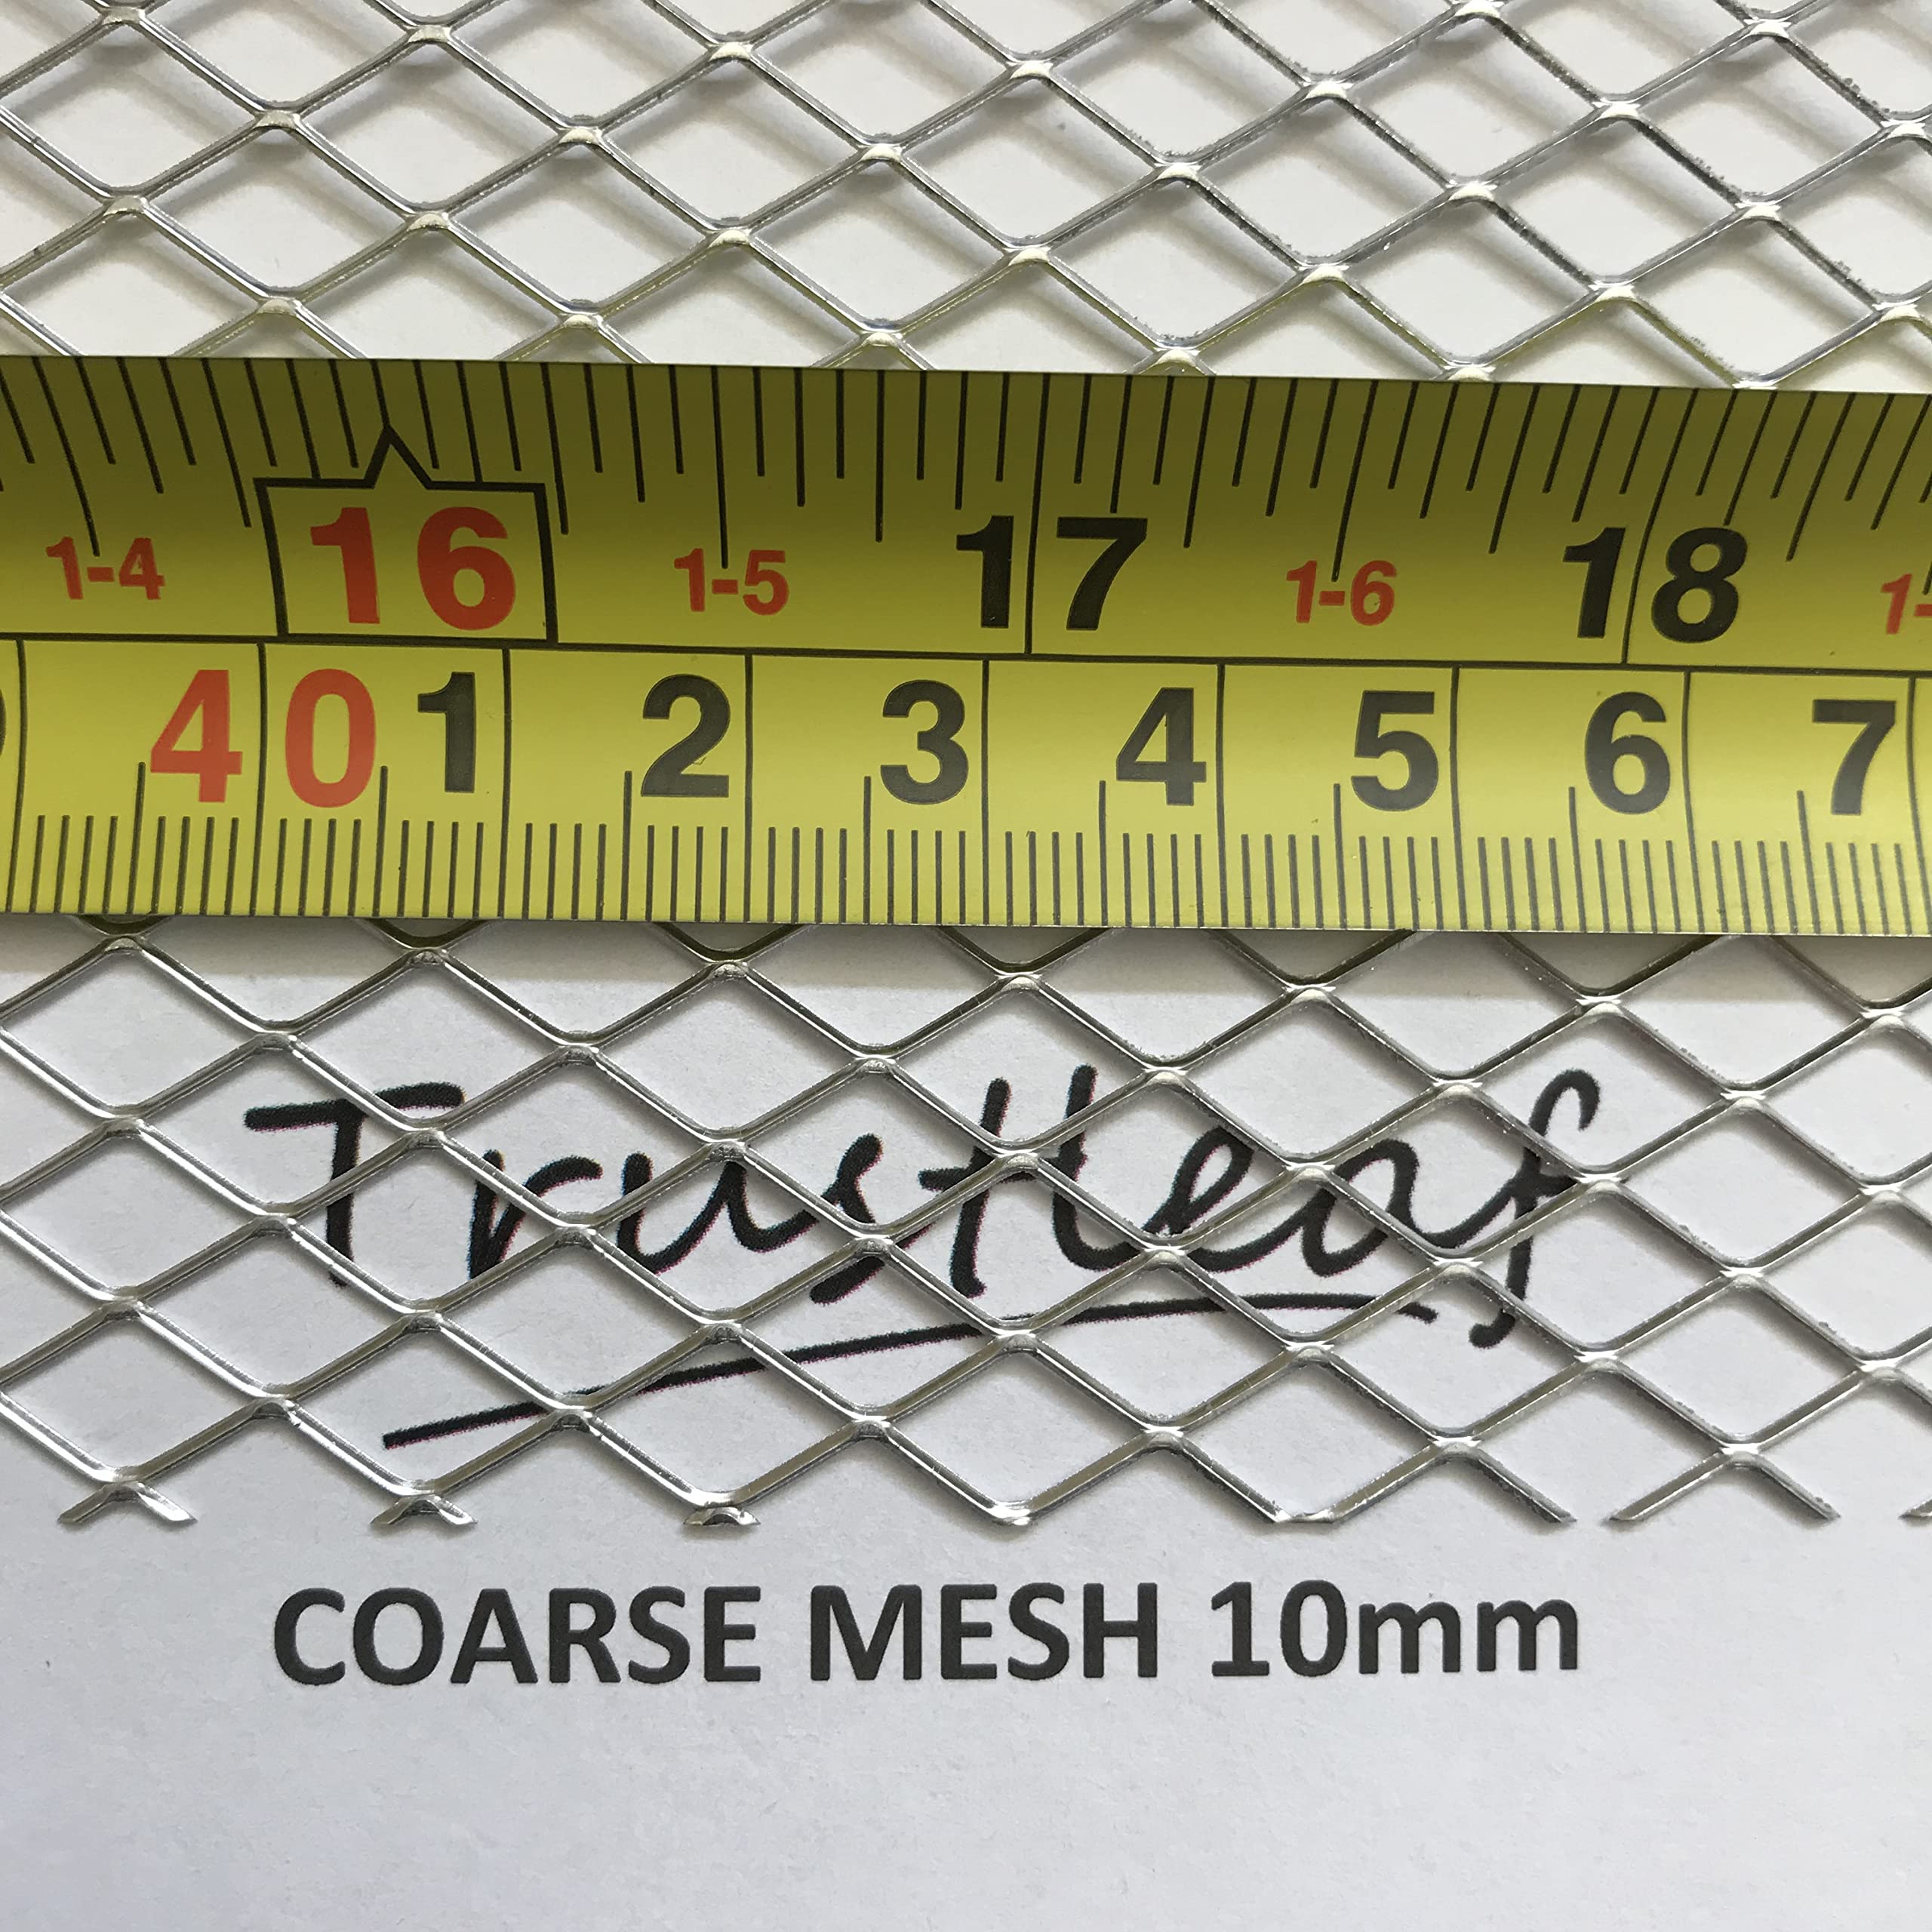 1-4 16 1-5 17 1-6 18 1-
40 1 2 3 4 5 6 7
Trustleaf
COARSE MESH 10mm